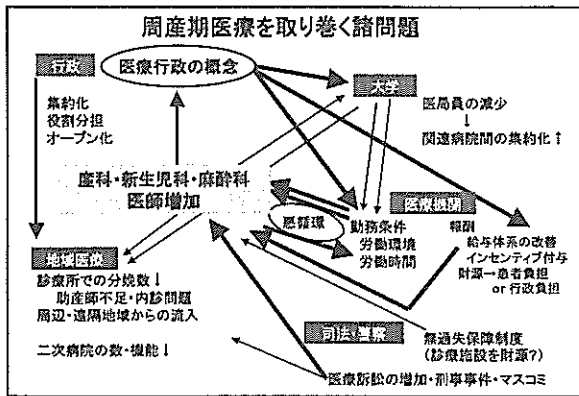 周産期医療を取り巻く諸問題
行政
医療行政の概念
大学
集約化
役割分担
オープン化
医局員の減少
↓
関連病院間の集約化↑
産科・新生児科・麻酔科
医師増加
悪循環
医療機関
勤務条件
労働環境
労働時間
報酬
給与体系の改替
インセンティブ付与
財源→患者負担
or 行政負担
地域医療
診療所での分娩数↓
助産師不足・内診問題
周辺・遠隔地域からの流入
二次病院の数・機能↓
司法・警察
無過失保障制度
(診療施設を財源?)
医療訴訟の増加・刑事事件・マスコミ